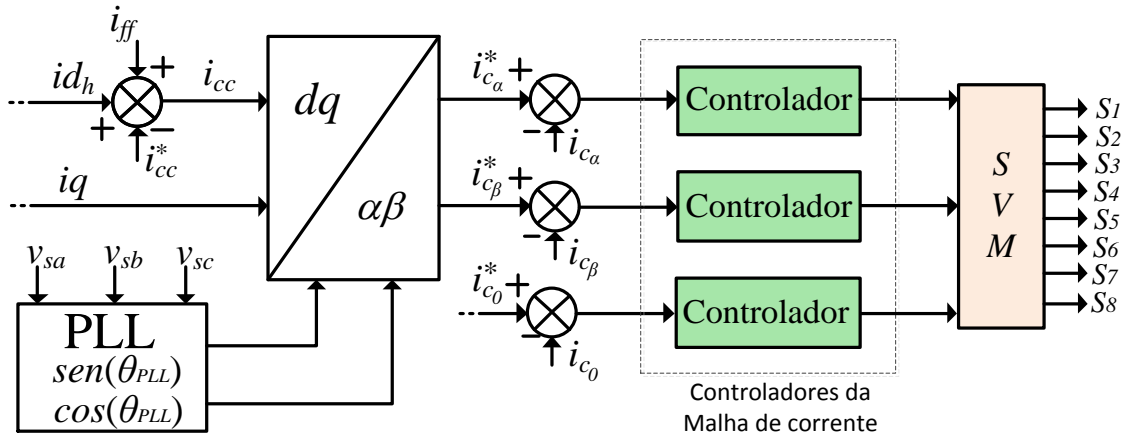 i_ff
+
id_h
i_cc
+
−
i*_cc
iq
dq
αβ
v_sa
v_sb
v_sc
PLL
sen(θ_PLL)
cos(θ_PLL)
i*_cα
+
−
i_cα
i*_cβ
+
−
i_cβ
i*_c0
+
−
i_c0
Controlador
Controlador
Controlador
Controladores da
Malha de corrente
S
V
M
S1
S2
S3
S4
S5
S6
S7
S8